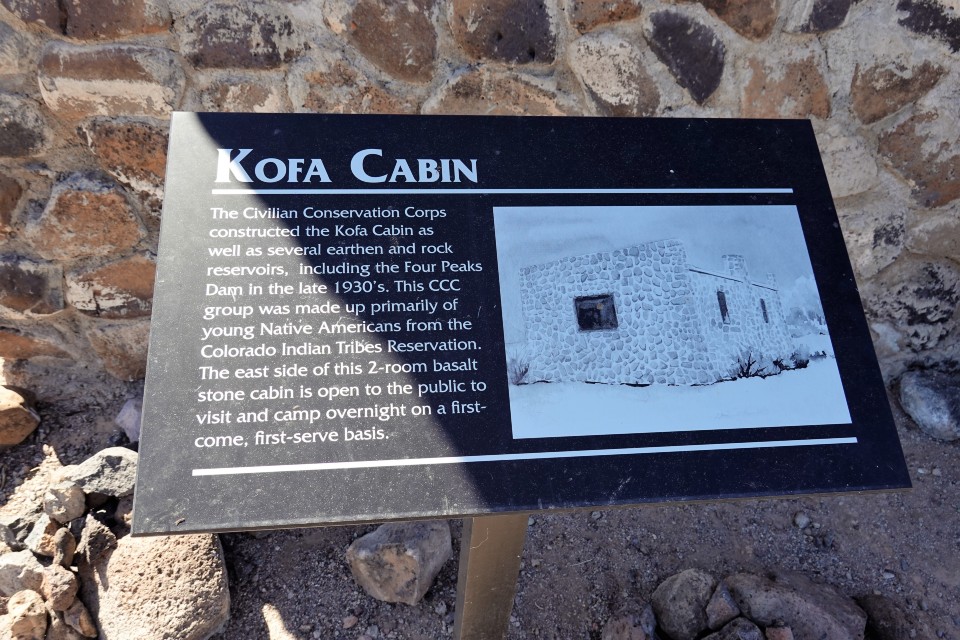 KOFA CABIN
The Civilian Conservation Corps
constructed the Kofa Cabin as
well as several earthen and rock
reservoirs, including the Four Peaks
Dam in the late 1930's. This CCC
group was made up primarily of
young Native Americans from the
Colorado Indian Tribes Reservation.
The east side of this 2-room basalt
stone cabin is open to the public to
visit and camp overnight on a first-
come, first-serve basis.